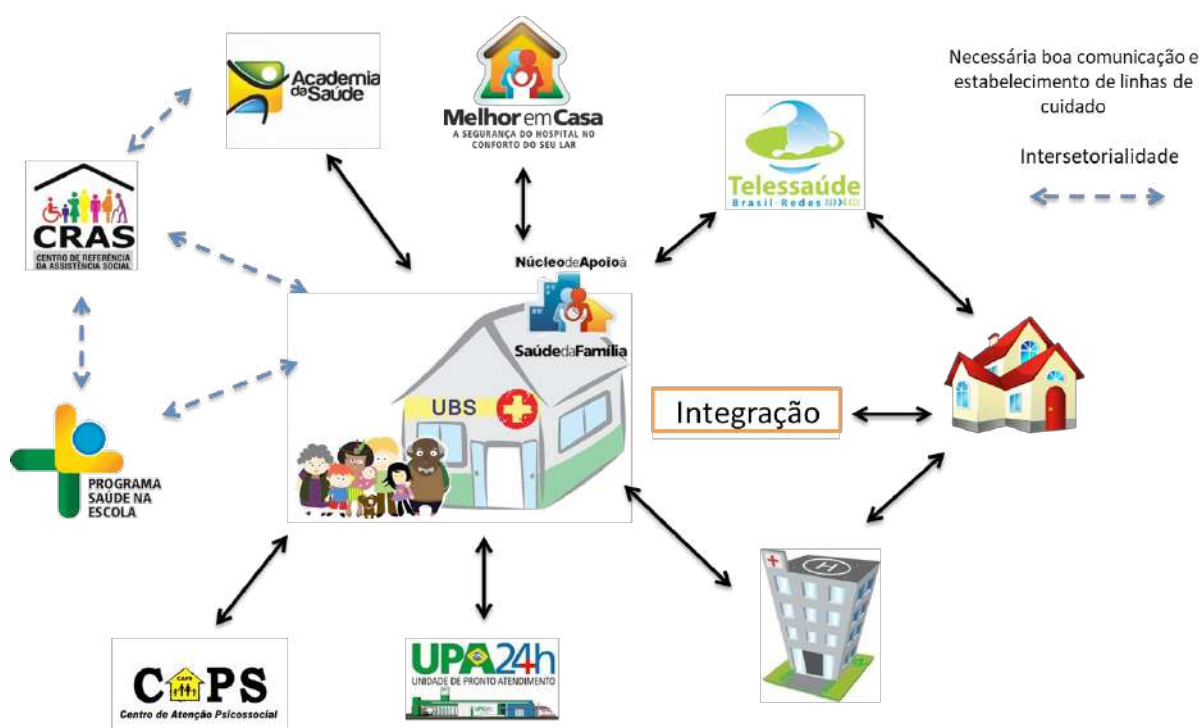 Academia
da Saúde
Melhor em Casa
A SEGURANÇA DO HOSPITAL NO
CONFORTO DO SEU LAR
Necessária boa comunicação e
estabelecimento de linhas de
cuidado
Intersetorialidade
Telessaúde
Brasil-Redes
CRAS
CENTRO DE REFERÊNCIA
DA ASSISTÊNCIA SOCIAL
Núcleo de Apoio à
Saúde da Família
UBS
Integração
PROGRAMA
SAÚDE NA
ESCOLA
H
CAPS
CAPS
Centro de Atenção Psicossocial
UPA24h
UNIDADE DE PRONTO ATENDIMENTO